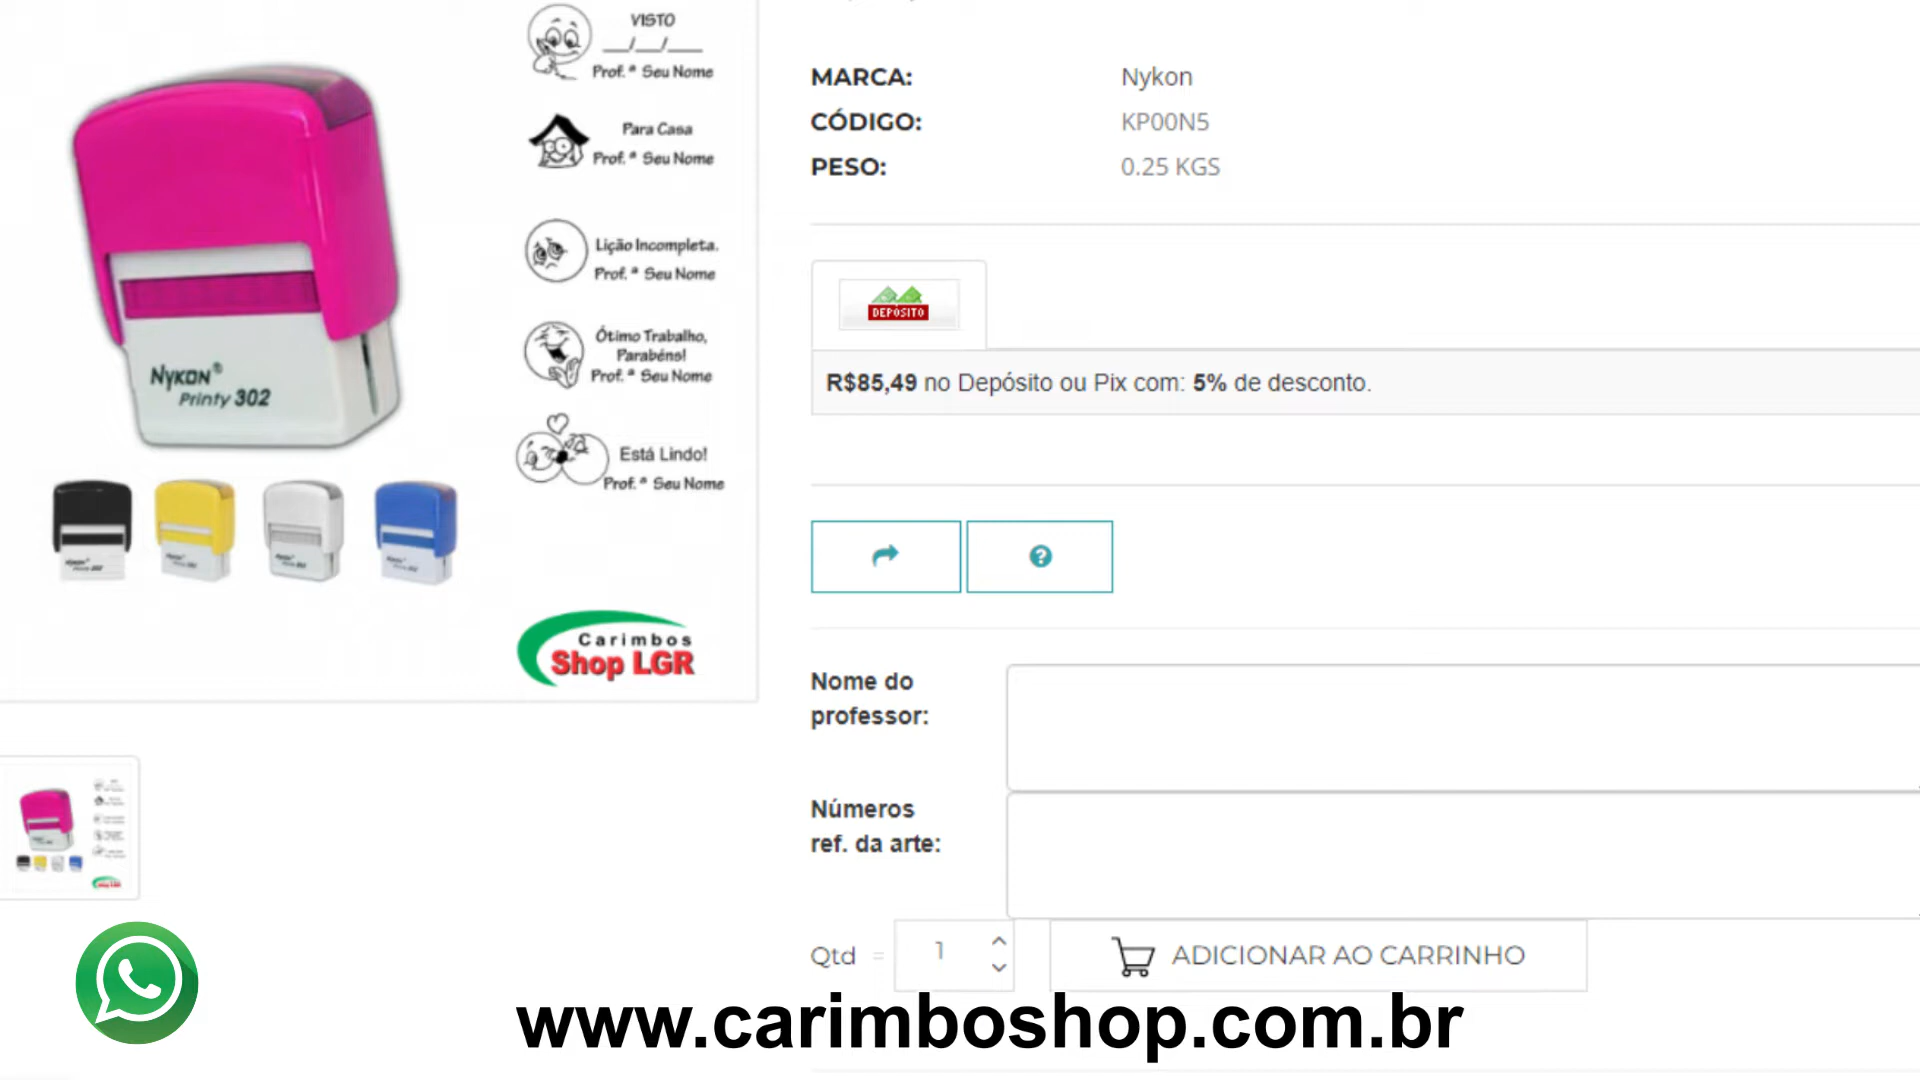 VISTO
__/__/___
Prof.ª Seu Nome
Para Casa
Prof.ª Seu Nome
Lição Incompleta.
Prof.ª Seu Nome
Ótimo Trabalho,
Parabéns!
Prof.ª Seu Nome
Está Lindo!
Prof.ª Seu Nome
NYKON®
Printy 302
Carimbos
Shop LGR
MARCA: Nykon
CÓDIGO: KP00N5
PESO: 0.25 KGS
DEPÓSITO
R$85,49 no Depósito ou Pix com: 5% de desconto.
Nome do
professor:
Números
ref. da arte:
Qtd = 1 ADICIONAR AO CARRINHO
www.carimboshop.com.br